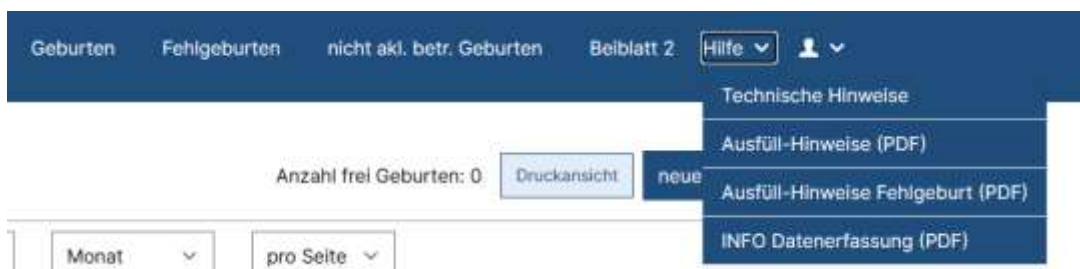 Geburten Fehlgeburten nicht akl. betr. Geburten Beiblatt 2 Hilfe
Technische Hinweise
Ausfüll-Hinweise (PDF)
Anzahl frei Geburten: 0 Druckansicht neue
Ausfüll-Hinweise Fehlgeburt (PDF)
INFO Datenerfassung (PDF)
Monat pro Seite